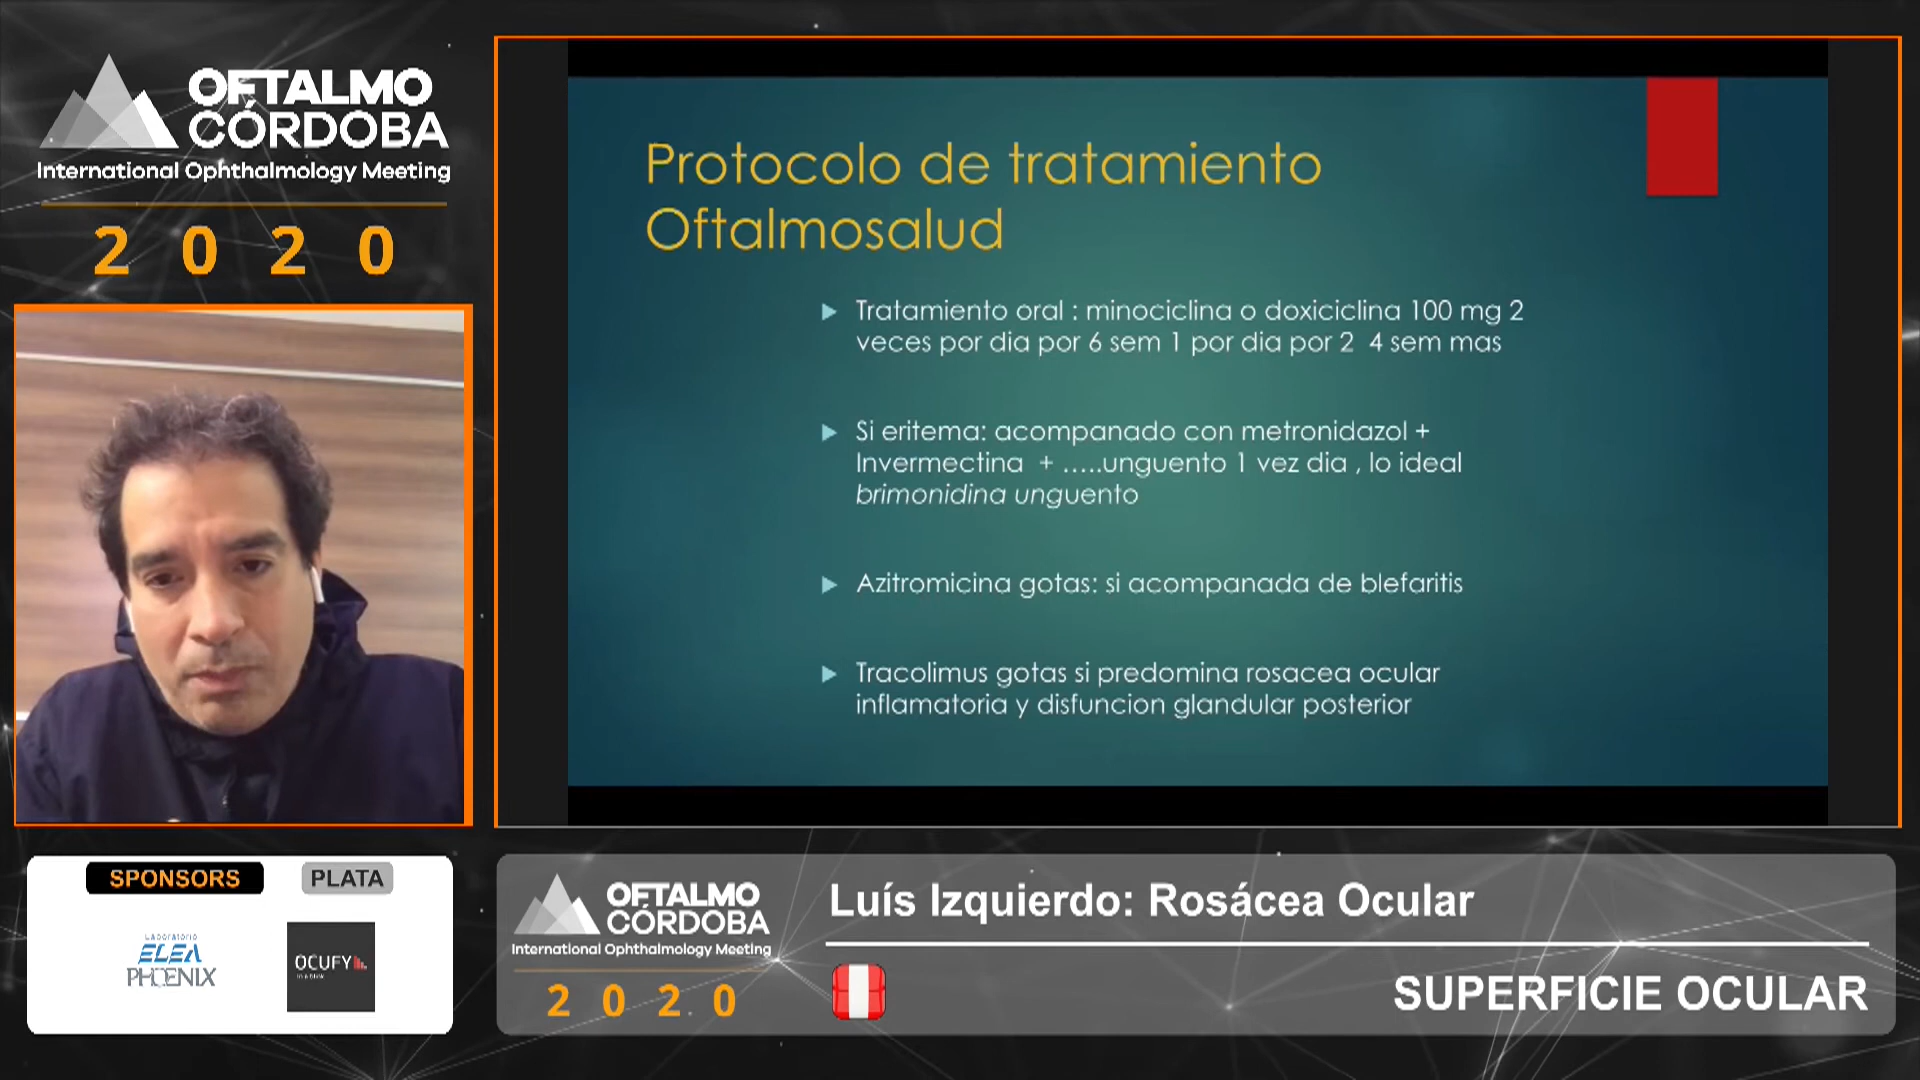 OFTALMO
CÓRDOBA
International Ophthalmology Meeting
2 0 2 0
Protocolo de tratamiento
Oftalmosalud
Tratamiento oral : minociclina o doxiciclina 100 mg 2
veces por dia por 6 sem 1 por dia por 2 4 sem mas
Si eritema: acompanado con metronidazol +
Invermectina + .....unguento 1 vez dia , lo ideal
brimonidina unguento
Azitromicina gotas: si acompanada de blefaritis
Tracolimus gotas si predomina rosacea ocular
inflamatoria y disfuncion glandular posterior
SPONSORS
PLATA
Laboratorio
ELEA
PHOENIX
OCUFY
OFTALMO
CÓRDOBA
International Ophthalmology Meeting
2 0 2 0
Luís Izquierdo: Rosácea Ocular
SUPERFICIE OCULAR